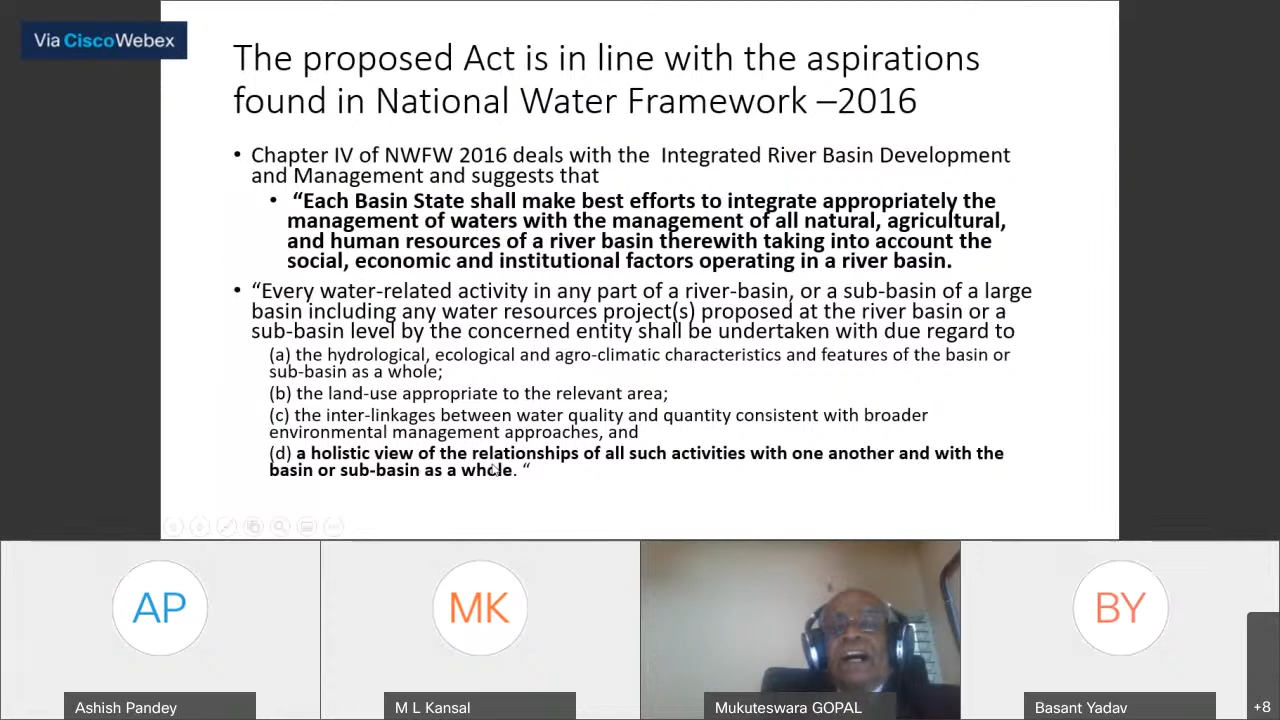 Via Cisco Webex
The proposed Act is in line with the aspirations
found in National Water Framework –2016
• Chapter IV of NWFW 2016 deals with the  Integrated River Basin Development
and Management and suggests that
• “Each Basin State shall make best efforts to integrate appropriately the
management of waters with the management of all natural, agricultural,
and human resources of a river basin therewith taking into account the
social, economic and institutional factors operating in a river basin.
• “Every water-related activity in any part of a river-basin, or a sub-basin of a large
basin including any water resources project(s) proposed at the river basin or a
sub-basin level by the concerned entity shall be undertaken with due regard to
(a) the hydrological, ecological and agro-climatic characteristics and features of the basin or
sub-basin as a whole;
(b) the land-use appropriate to the relevant area;
(c) the inter-linkages between water quality and quantity consistent with broader
environmental management approaches, and
(d) a holistic view of the relationships of all such activities with one another and with the
basin or sub-basin as a whole. “
AP
MK
BY
Ashish Pandey
M L Kansal
Mukuteswara GOPAL
Basant Yadav
+8